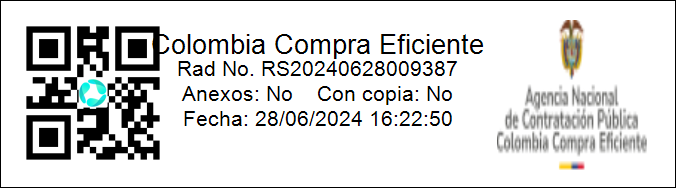 Colombia Compra Eficiente
Rad No. RS20240628009387
Anexos: No Con copia: No
Fecha: 28/06/2024 16:22:50
Agencia Nacional
de Contratación Pública
Colombia Compra Eficiente